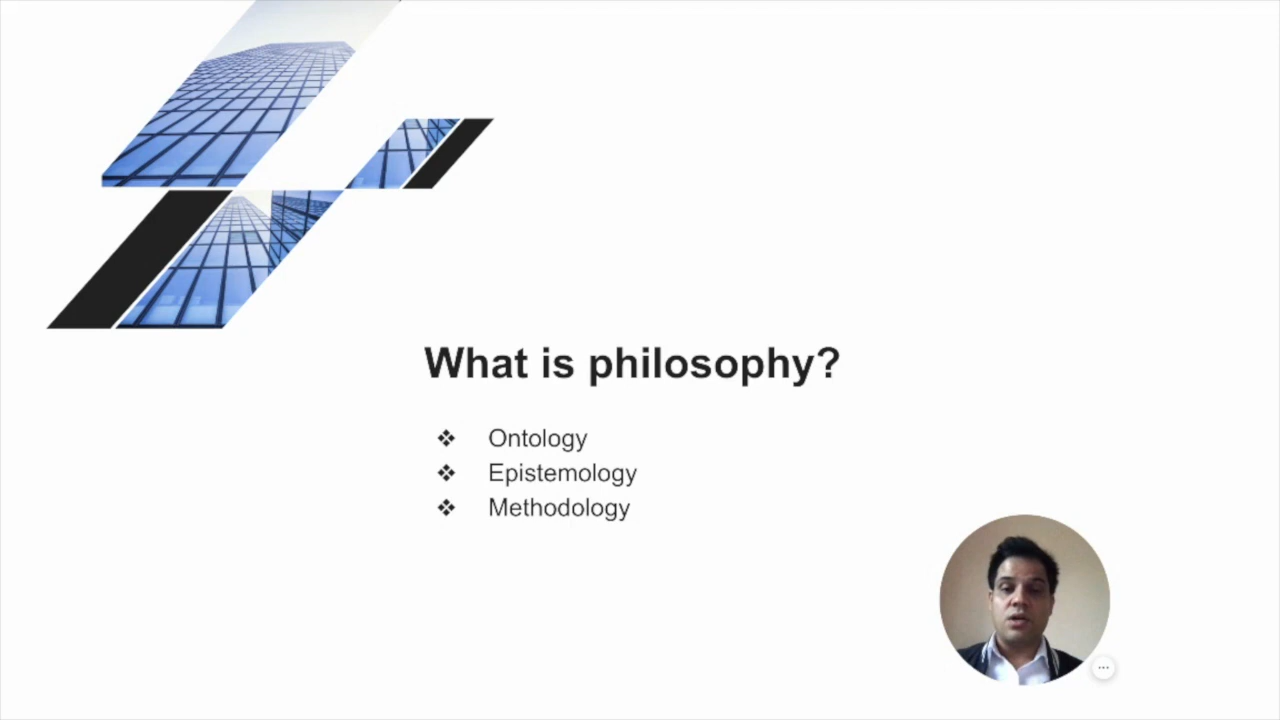 What is philosophy?
❖ Ontology
❖ Epistemology
❖ Methodology